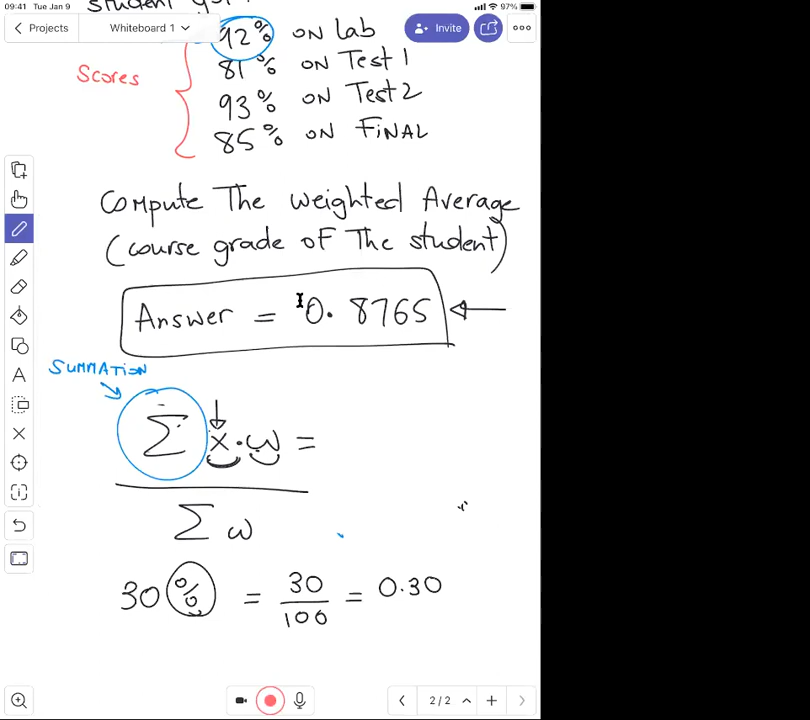 09:41 Tue Jan 9 97%
Projects Whiteboard 1 Invite
92% ON Lab
81% ON Test 1
Scores
93% ON Test 2
85% ON FiNAL
Compute The weighted Average
(course grade of The student)
Answer = 0.8765
SUMMATiON
Σ x·ω =
Σ ω
30% = 30/100 = 0.30
2/2